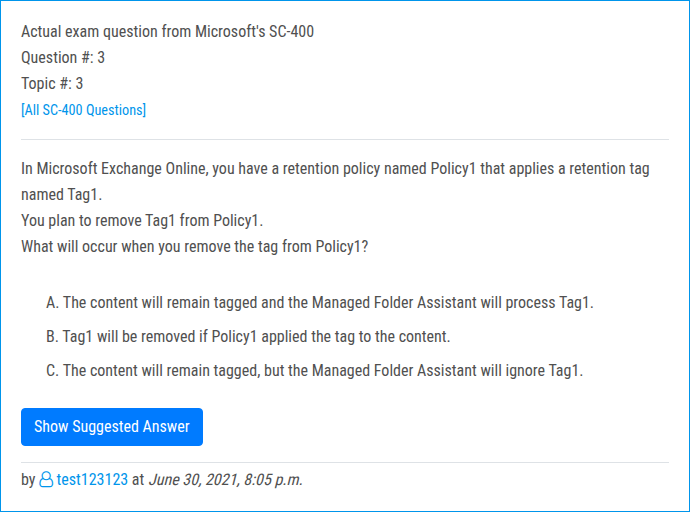 Actual exam question from Microsoft's SC-400
Question #: 3
Topic #: 3
[All SC-400 Questions]
In Microsoft Exchange Online, you have a retention policy named Policy1 that applies a retention tag
named Tag1.
You plan to remove Tag1 from Policy1.
What will occur when you remove the tag from Policy1?
A. The content will remain tagged and the Managed Folder Assistant will process Tag1.
B. Tag1 will be removed if Policy1 applied the tag to the content.
C. The content will remain tagged, but the Managed Folder Assistant will ignore Tag1.
Show Suggested Answer
by test123123 at June 30, 2021, 8:05 p.m.